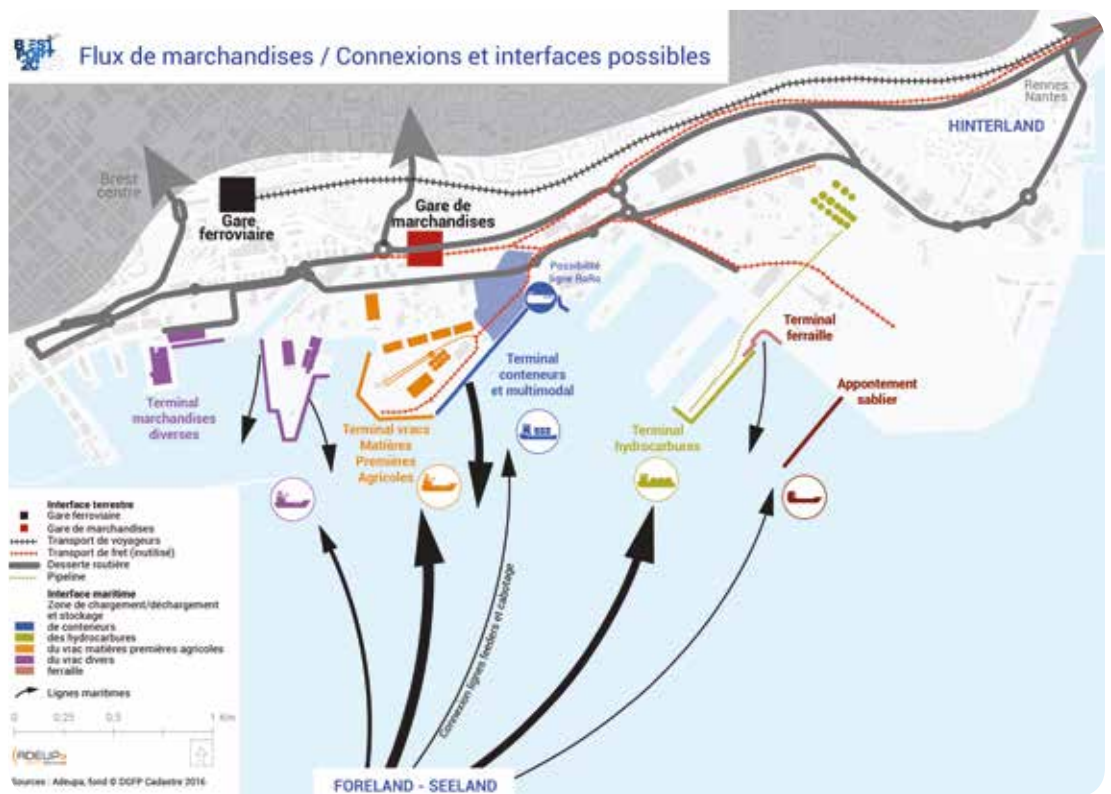 BREST
PORT
Flux de marchandises / Connexions et interfaces possibles
Rennes
Nantes
HINTERLAND
Brest
centre
Gare
ferroviaire
Gare de
marchandises
Possibilité
ligne RoRo
Terminal
ferraille
Terminal
conteneurs
et multimodal
Appontement
sablier
Terminal
marchandises
diverses
Terminal vracs
Matières
Premières
Agricoles
Terminal
hydrocarbures
Connexion lignes feeders et cabotage
Interface terrestre
Gare ferroviaire
Gare de marchandises
Transport de voyageurs
Transport de fret (inutilisé)
Desserte routière
Pipeline
Interface maritime
Zone de chargement/déchargement
et stockage
de conteneurs
des hydrocarbures
du vrac matières premières agricoles
du vrac divers
ferraille
Lignes maritimes
0 0,25 0,5 1 Km
ADEUPa
Sources : Adeupa, fond © DGFP Cadastre 2016
FORELAND - SEELAND